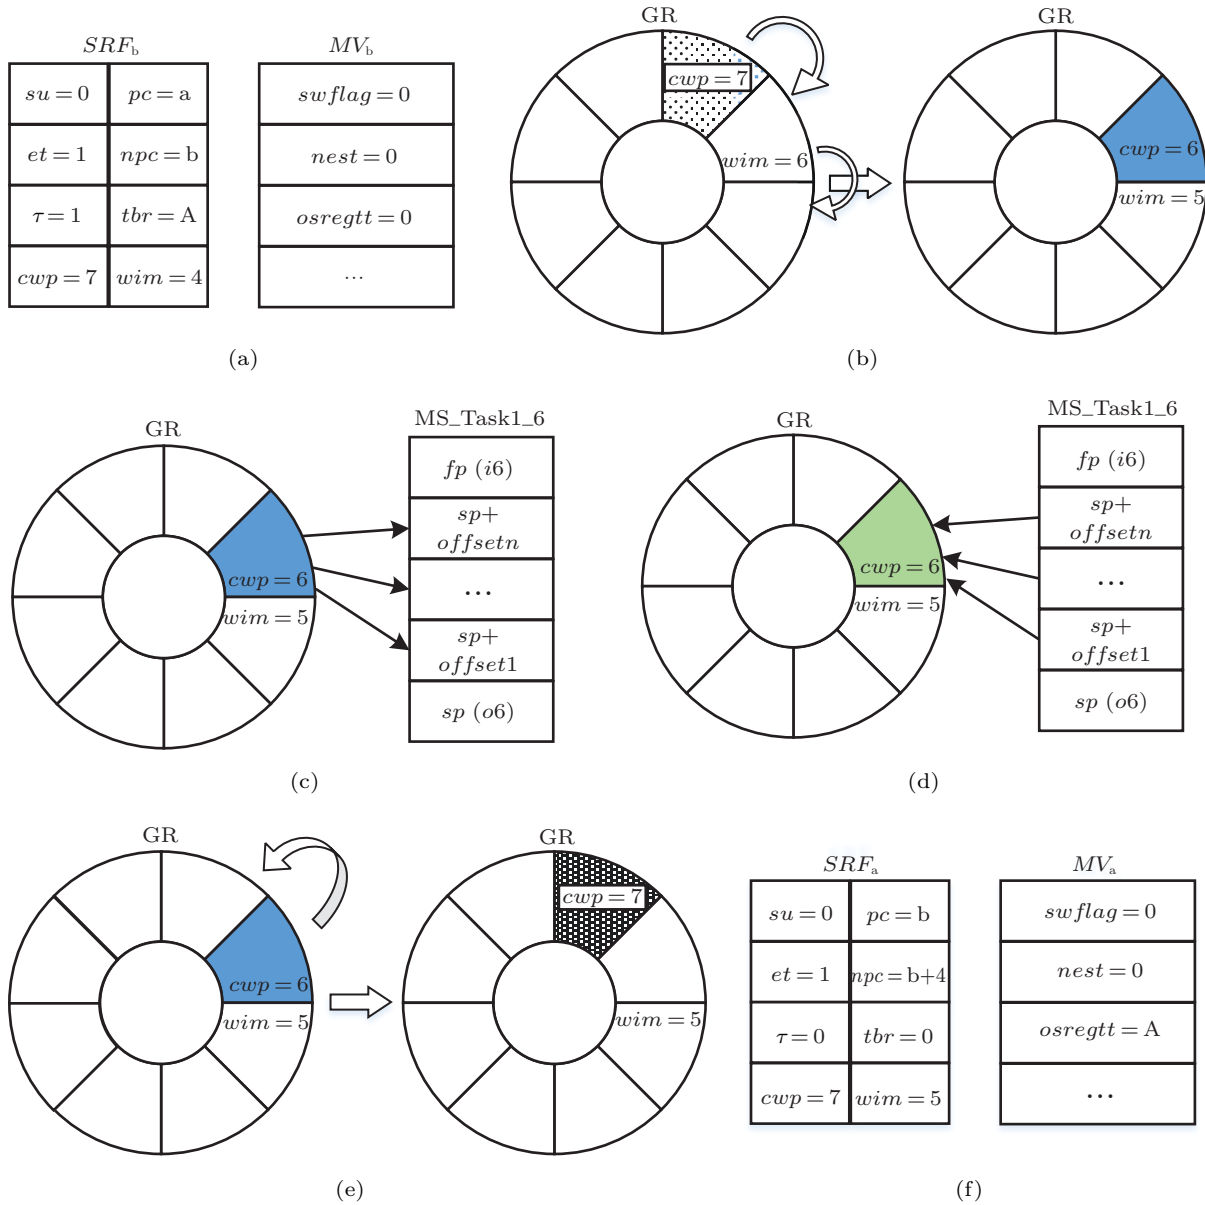 SRF_b
MV_b
su = 0
pc = a
et = 1
npc = b
τ = 1
tbr = A
cwp = 7
wim = 4
swflag = 0
nest = 0
osregtt = 0
...
(a)
GR
cwp = 7
wim = 6
GR
cwp = 6
wim = 5
(b)
GR
cwp = 6
wim = 5
MS_Task1_6
fp (i6)
sp+
offsetn
...
sp+
offset1
sp (o6)
(c)
GR
cwp = 6
wim = 5
MS_Task1_6
fp (i6)
sp+
offsetn
...
sp+
offset1
sp (o6)
(d)
GR
cwp = 6
wim = 5
GR
cwp = 7
wim = 5
(e)
SRF_a
MV_a
su = 0
pc = b
et = 1
npc = b+4
τ = 0
tbr = 0
cwp = 7
wim = 5
swflag = 0
nest = 0
osregtt = A
...
(f)